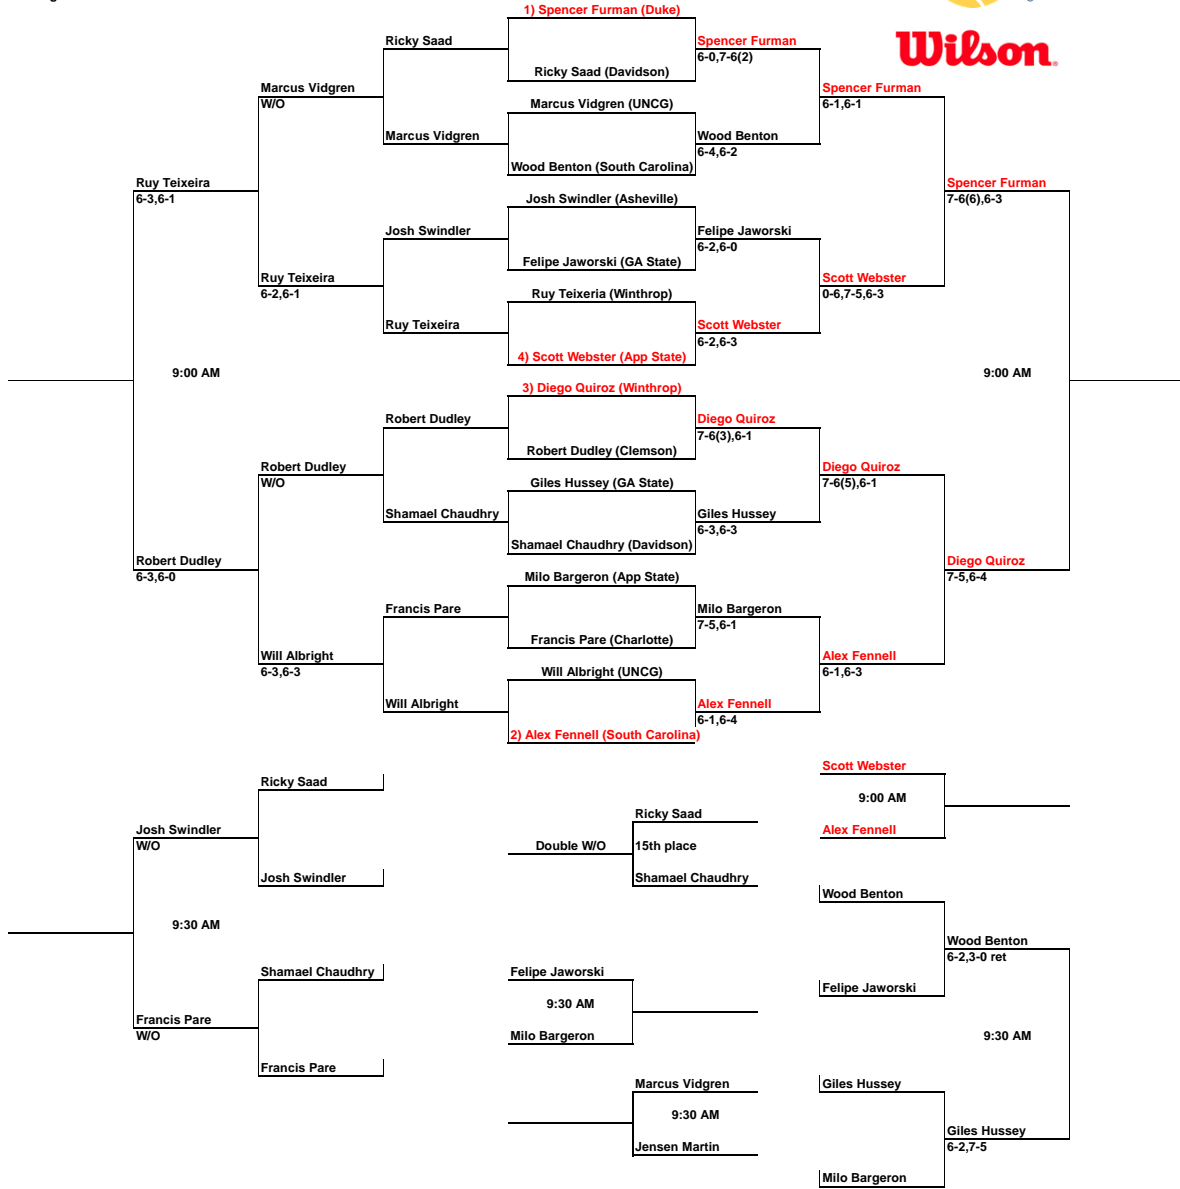 1) Spencer Furman (Duke)
Ricky Saad
Spencer Furman
Wilson
6-0,7-6(2)
Ricky Saad (Davidson)
Marcus Vidgren
Spencer Furman
W/O
Marcus Vidgren (UNCG)
6-1,6-1
Marcus Vidgren
Wood Benton
6-4,6-2
Wood Benton (South Carolina)
Ruy Teixeira
Spencer Furman
6-3,6-1
Josh Swindler (Asheville)
7-6(6),6-3
Josh Swindler
Felipe Jaworski
6-2,6-0
Felipe Jaworski (GA State)
Ruy Teixeira
Scott Webster
6-2,6-1
Ruy Teixeria (Winthrop)
0-6,7-5,6-3
Ruy Teixeira
Scott Webster
6-2,6-3
4) Scott Webster (App State)
9:00 AM
9:00 AM
3) Diego Quiroz (Winthrop)
Robert Dudley
Diego Quiroz
7-6(3),6-1
Robert Dudley (Clemson)
Robert Dudley
Diego Quiroz
W/O
Giles Hussey (GA State)
7-6(5),6-1
Shamael Chaudhry
Giles Hussey
6-3,6-3
Shamael Chaudhry (Davidson)
Robert Dudley
Diego Quiroz
6-3,6-0
Milo Bargeron (App State)
7-5,6-4
Francis Pare
Milo Bargeron
7-5,6-1
Francis Pare (Charlotte)
Will Albright
Alex Fennell
6-3,6-3
Will Albright (UNCG)
6-1,6-3
Will Albright
Alex Fennell
6-1,6-4
2) Alex Fennell (South Carolina)
Scott Webster
Ricky Saad
9:00 AM
Ricky Saad
Josh Swindler
Alex Fennell
W/O
Double W/O
15th place
Josh Swindler
Shamael Chaudhry
Wood Benton
9:30 AM
Wood Benton
6-2,3-0 ret
Shamael Chaudhry
Felipe Jaworski
Felipe Jaworski
9:30 AM
Francis Pare
W/O
Milo Bargeron
9:30 AM
Francis Pare
Marcus Vidgren
Giles Hussey
9:30 AM
Giles Hussey
Jensen Martin
6-2,7-5
Milo Bargeron